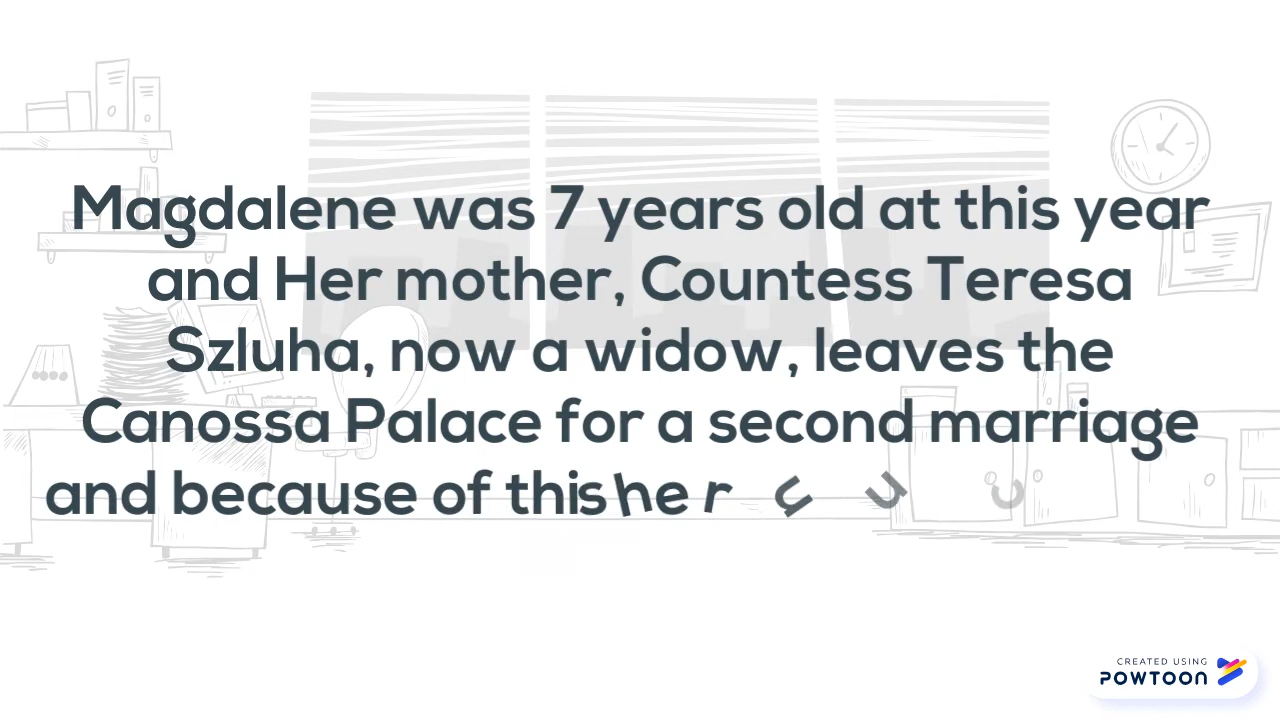 Magdalene was 7 years old at this year
and Her mother, Countess Teresa
Szluha, now a widow, leaves the
Canossa Palace for a second marriage
and because of this her
CREATED USING
POWTOON